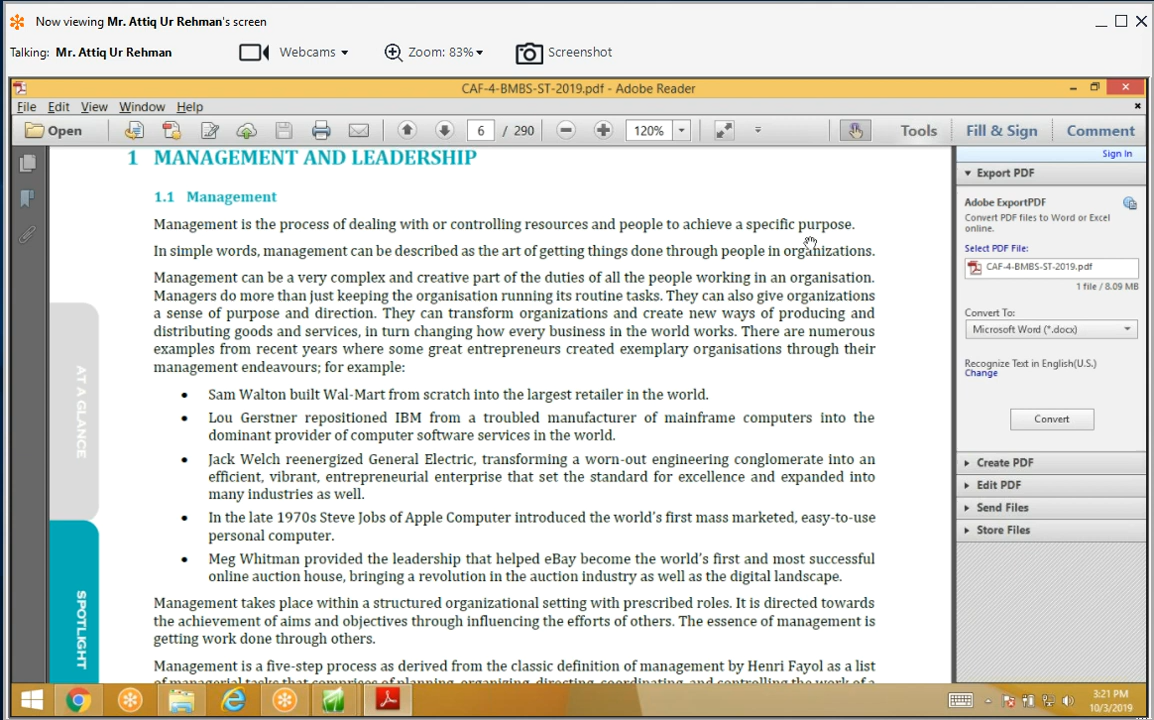 Now viewing Mr. Attiq Ur Rehman's screen
Talking: Mr. Attiq Ur Rehman
Webcams
Zoom: 83%
Screenshot
CAF-4-BMBS-ST-2019.pdf - Adobe Reader
File Edit View Window Help
Open
6 / 290
120%
Tools
Fill & Sign
Comment
Sign In
1 MANAGEMENT AND LEADERSHIP
1.1 Management
Management is the process of dealing with or controlling resources and people to achieve a specific purpose.
In simple words, management can be described as the art of getting things done through people in organizations.
Management can be a very complex and creative part of the duties of all the people working in an organisation.
Managers do more than just keeping the organisation running its routine tasks. They can also give organizations
a sense of purpose and direction. They can transform organizations and create new ways of producing and
distributing goods and services, in turn changing how every business in the world works. There are numerous
examples from recent years where some great entrepreneurs created exemplary organisations through their
management endeavours; for example:
• Sam Walton built Wal-Mart from scratch into the largest retailer in the world.
• Lou Gerstner repositioned IBM from a troubled manufacturer of mainframe computers into the
dominant provider of computer software services in the world.
• Jack Welch reenergized General Electric, transforming a worn-out engineering conglomerate into an
efficient, vibrant, entrepreneurial enterprise that set the standard for excellence and expanded into
many industries as well.
• In the late 1970s Steve Jobs of Apple Computer introduced the world's first mass marketed, easy-to-use
personal computer.
• Meg Whitman provided the leadership that helped eBay become the world's first and most successful
online auction house, bringing a revolution in the auction industry as well as the digital landscape.
Management takes place within a structured organizational setting with prescribed roles. It is directed towards
the achievement of aims and objectives through influencing the efforts of others. The essence of management is
getting work done through others.
Management is a five-step process as derived from the classic definition of management by Henri Fayol as a list
of managerial tasks that comprises of planning, organizing, directing, coordinating, and controlling the work of a
AT A GLANCE
SPOTLIGHT
Export PDF
Adobe ExportPDF
Convert PDF files to Word or Excel
online.
Select PDF File:
CAF-4-BMBS-ST-2019.pdf
1 file / 8.09 MB
Convert To:
Microsoft Word (*.docx)
Recognize Text in English(U.S.)
Change
Convert
Create PDF
Edit PDF
Send Files
Store Files
3:21 PM
10/3/2019